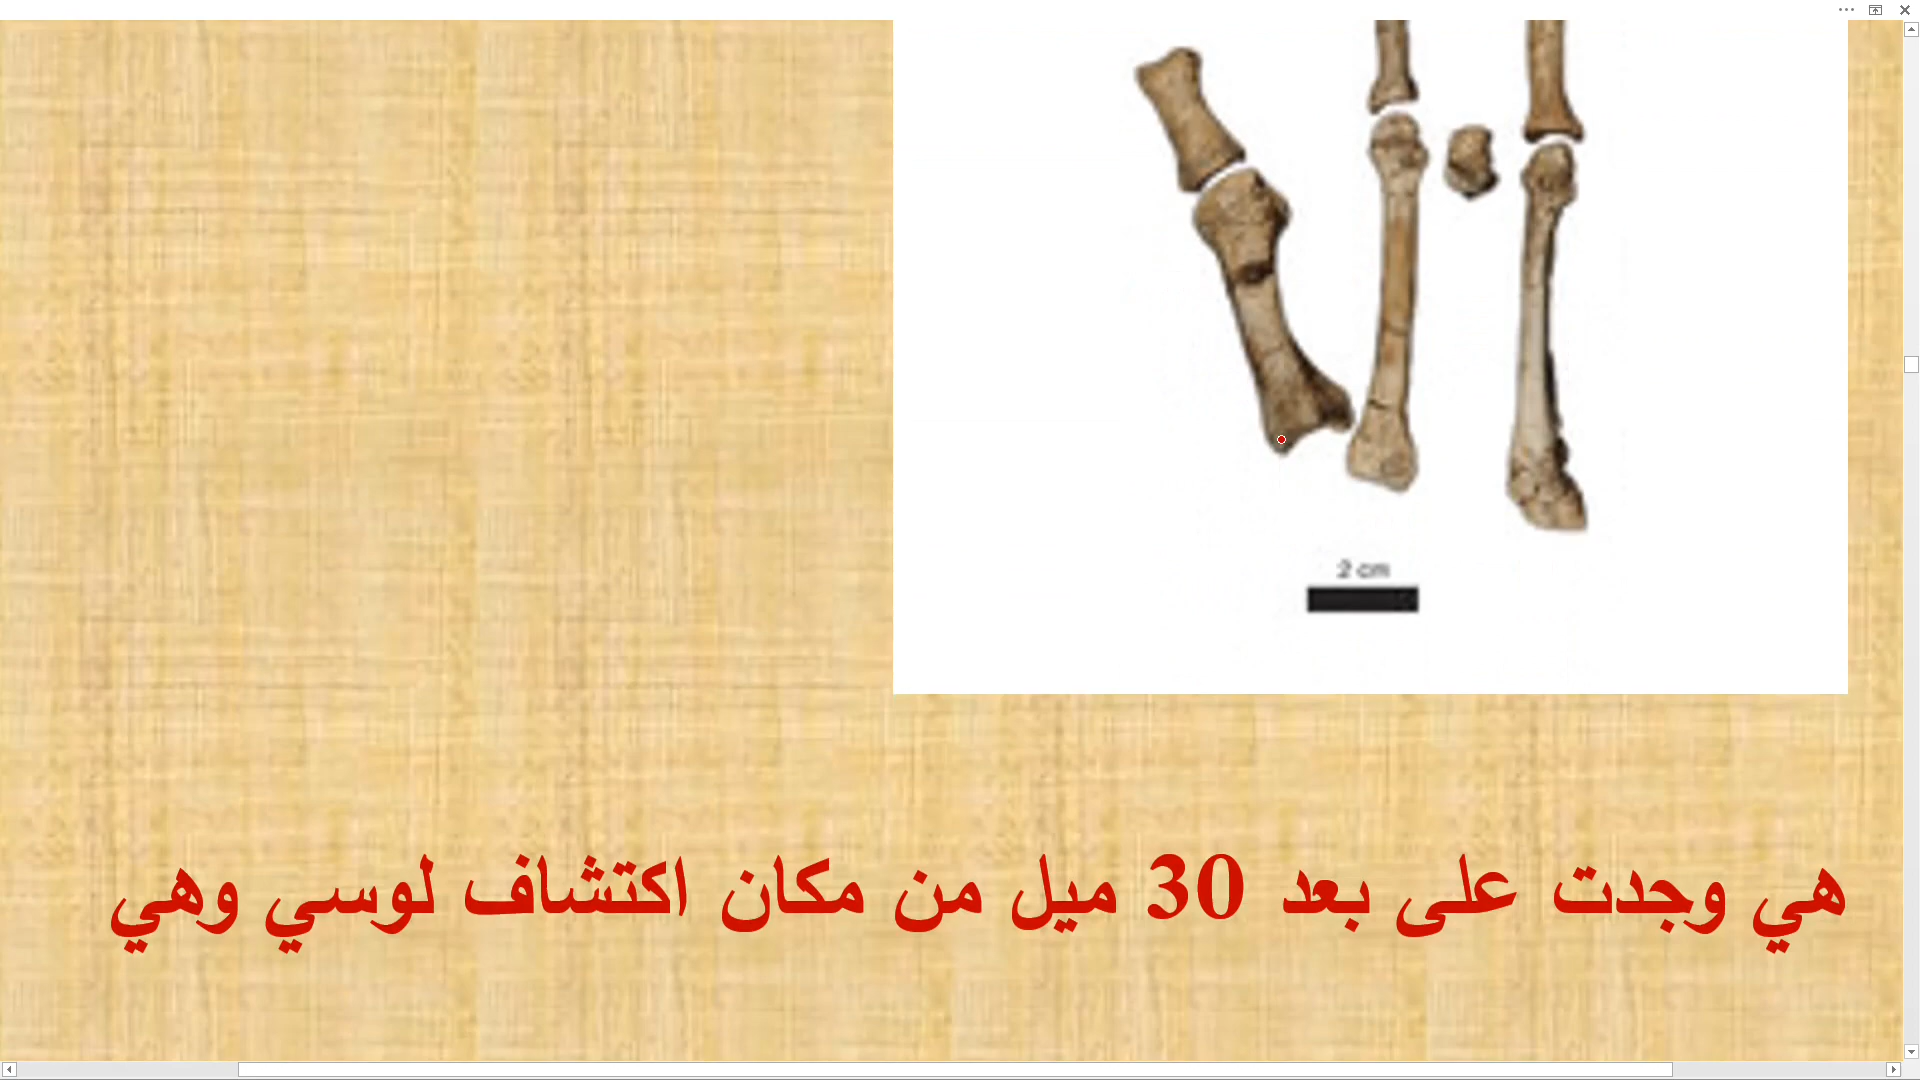 2 cm
هي وجدت على بعد 30 ميل من مكان اكتشاف لوسي وهي